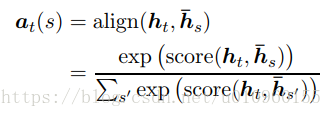 a_t(s) = align(h_t, h̄_s)
= exp(score(h_t, h̄_s)) / Σ_{s'} exp(score(h_t, h̄_{s'}))